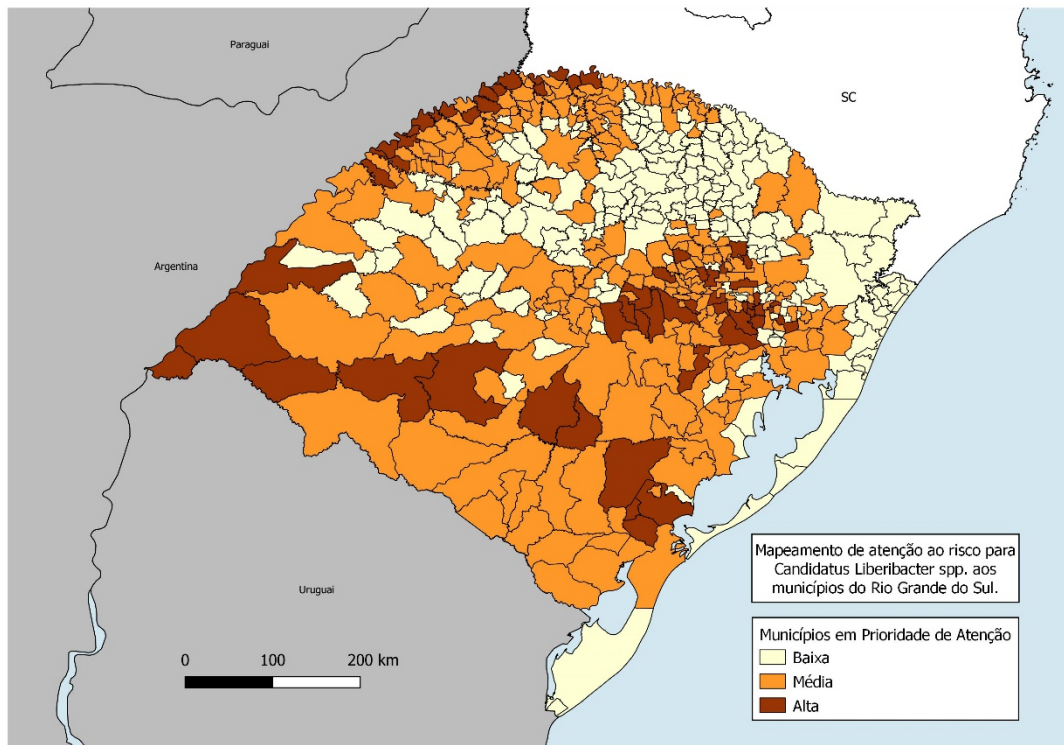 Paraguai
SC
Argentina
Uruguai
0 100 200 km
Mapeamento de atenção ao risco para
Candidatus Liberibacter spp. aos
municípios do Rio Grande do Sul.
Municípios em Prioridade de Atenção
Baixa
Média
Alta